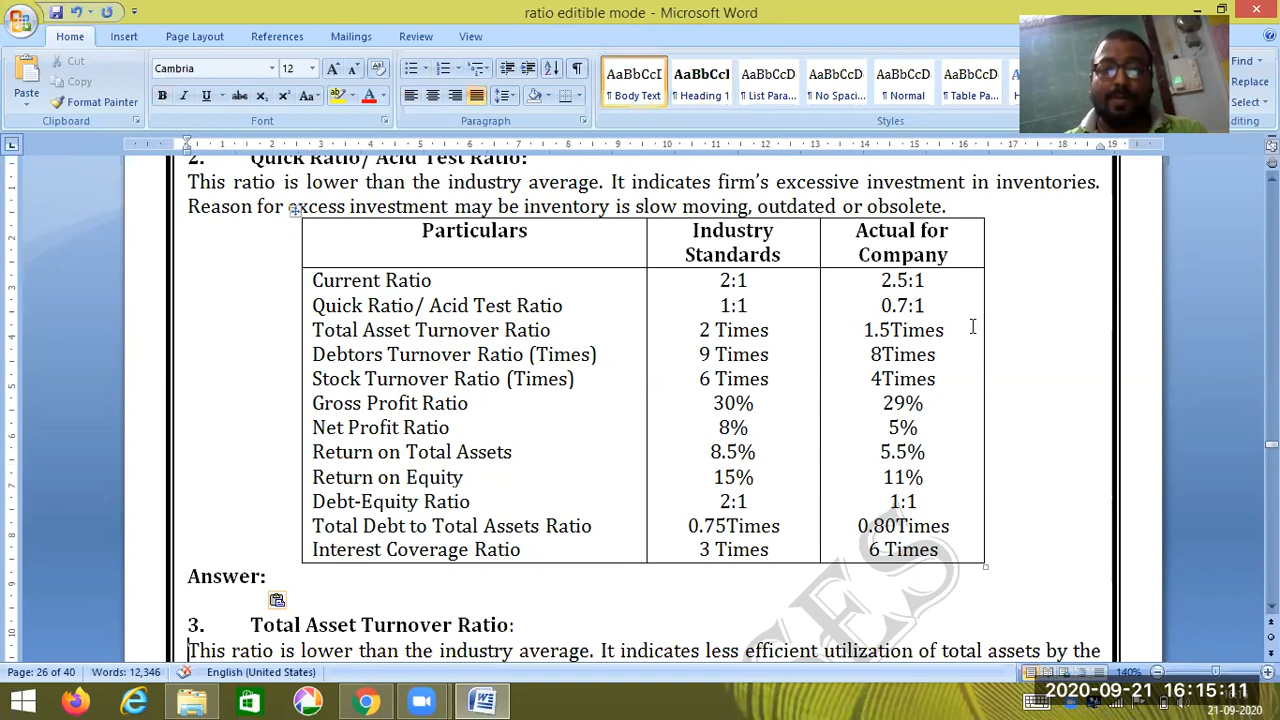 ratio editible mode - Microsoft Word
Home Insert Page Layout References Mailings Review View
Paste
Cut
Copy
Format Painter
Clipboard
Cambria 12
Font
Paragraph
AaBbCcI AaBbCcI AaBbCcD AaBbCcD AaBbCcD AaBbCcD
¶ Body Text ¶ Heading 1 ¶ List Para... ¶ No Spaci... ¶ Normal ¶ Table Pa...
Styles
Find
Replace
Select
Editing
2. Quick Ratio/ Acid Test Ratio:
This ratio is lower than the industry average. It indicates firm's excessive investment in inventories.
Reason for excess investment may be inventory is slow moving, outdated or obsolete.
Particulars Industry Standards Actual for Company
Current Ratio 2:1 2.5:1
Quick Ratio/ Acid Test Ratio 1:1 0.7:1
Total Asset Turnover Ratio 2 Times 1.5Times
Debtors Turnover Ratio (Times) 9 Times 8Times
Stock Turnover Ratio (Times) 6 Times 4Times
Gross Profit Ratio 30% 29%
Net Profit Ratio 8% 5%
Return on Total Assets 8.5% 5.5%
Return on Equity 15% 11%
Debt-Equity Ratio 2:1 1:1
Total Debt to Total Assets Ratio 0.75Times 0.80Times
Interest Coverage Ratio 3 Times 6 Times
Answer:
3. Total Asset Turnover Ratio:
This ratio is lower than the industry average. It indicates less efficient utilization of total assets by the
Page: 26 of 40 Words: 12,346 English (United States) 140%
2020-09-21 16:15:11
21-09-2020